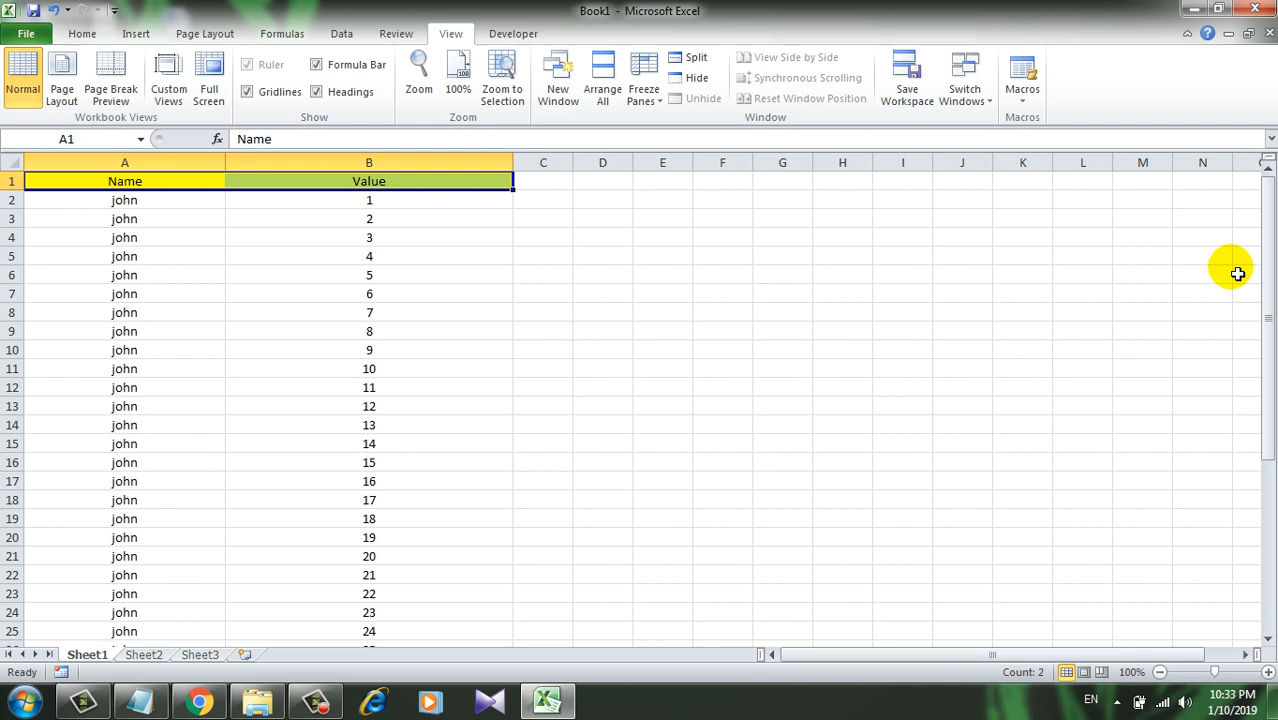 Book1 - Microsoft Excel
File Home Insert Page Layout Formulas Data Review View Developer
Normal
Page Layout
Page Break Preview
Custom Views
Full Screen
Workbook Views
Ruler
Gridlines
Formula Bar
Headings
Show
Zoom
100%
Zoom to Selection
Zoom
New Window
Arrange All
Freeze Panes
Split
Hide
Unhide
View Side by Side
Synchronous Scrolling
Reset Window Position
Window
Save Workspace
Switch Windows
Macros
Macros
A1 fx Name
A B C D E F G H I J K L M N
1 Name Value
2 john 1
3 john 2
4 john 3
5 john 4
6 john 5
7 john 6
8 john 7
9 john 8
10 john 9
11 john 10
12 john 11
13 john 12
14 john 13
15 john 14
16 john 15
17 john 16
18 john 17
19 john 18
20 john 19
21 john 20
22 john 21
23 john 22
24 john 23
25 john 24
Sheet1 Sheet2 Sheet3
Ready Count: 2 100%
EN 10:33 PM
1/10/2019